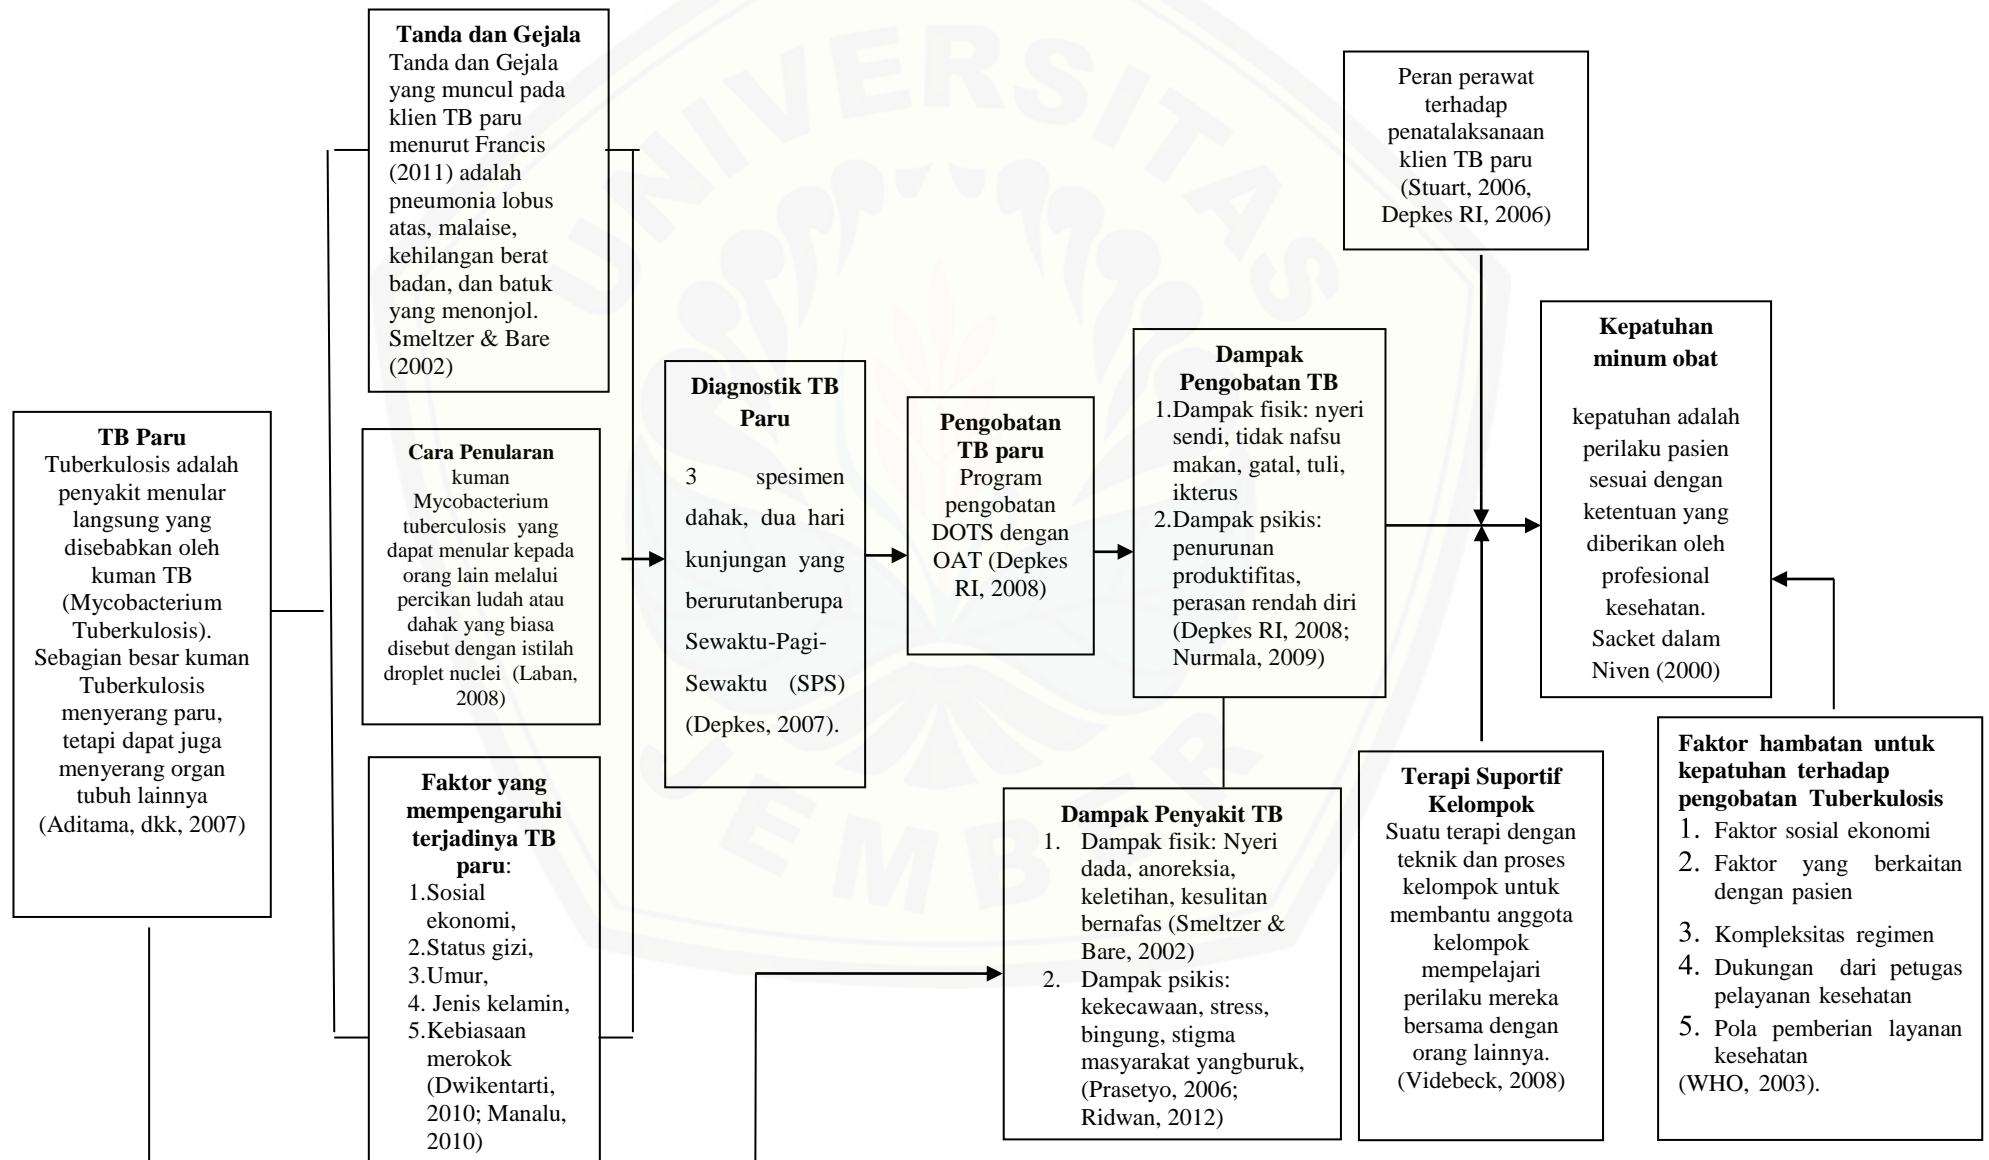 Tanda dan Gejala
Tanda dan Gejala
yang muncul pada
klien TB paru
menurut Francis
(2011) adalah
pneumonia lobus
atas, malaise,
kehilangan berat
badan, dan batuk
yang menonjol.
Smeltzer & Bare
(2002)
Peran perawat
terhadap
penatalaksanaan
klien TB paru
(Stuart, 2006,
Depkes RI, 2006)
TB Paru
Tuberkulosis adalah
penyakit menular
langsung yang
disebabkan oleh
kuman TB
(Mycobacterium
Tuberkulosis).
Sebagian besar kuman
Tuberkulosis
menyerang paru,
tetapi dapat juga
menyerang organ
tubuh lainnya
(Aditama, dkk, 2007)
Cara Penularan
kuman
Mycobacterium
tuberculosis yang
dapat menular kepada
orang lain melalui
percikan ludah atau
dahak yang biasa
disebut dengan istilah
droplet nuclei (Laban,
2008)
Faktor yang
mempengaruhi
terjadinya TB
paru:
1.Sosial
ekonomi,
2.Status gizi,
3.Umur,
4. Jenis kelamin,
5.Kebiasaan
merokok
(Dwikentarti,
2010; Manalu,
2010)
Diagnostik TB
Paru
3 spesimen
dahak, dua hari
kunjungan yang
berurutanberupa
Sewaktu-Pagi-
Sewaktu (SPS)
(Depkes, 2007).
Pengobatan
TB paru
Program
pengobatan
DOTS dengan
OAT (Depkes
RI, 2008)
Dampak
Pengobatan TB
1.Dampak fisik: nyeri
sendi, tidak nafsu
makan, gatal, tuli,
ikterus
2.Dampak psikis:
penurunan
produktifitas,
perasan rendah diri
(Depkes RI, 2008;
Nurmala, 2009)
Dampak Penyakit TB
1. Dampak fisik: Nyeri
dada, anoreksia,
keletihan, kesulitan
bernafas (Smeltzer &
Bare, 2002)
2. Dampak psikis:
kekecawaan, stress,
bingung, stigma
masyarakat yangburuk,
(Prasetyo, 2006;
Ridwan, 2012)
Kepatuhan
minum obat
kepatuhan adalah
perilaku pasien
sesuai dengan
ketentuan yang
diberikan oleh
profesional
kesehatan.
Sacket dalam
Niven (2000)
Terapi Suportif
Kelompok
Suatu terapi dengan
teknik dan proses
kelompok untuk
membantu anggota
kelompok
mempelajari
perilaku mereka
bersama dengan
orang lainnya.
(Videbeck, 2008)
Faktor hambatan untuk
kepatuhan terhadap
pengobatan Tuberkulosis
1. Faktor sosial ekonomi
2. Faktor yang berkaitan
dengan pasien
3. Kompleksitas regimen
4. Dukungan dari petugas
pelayanan kesehatan
5. Pola pemberian layanan
kesehatan
(WHO, 2003).
UNIVERSITAS
JEMBER